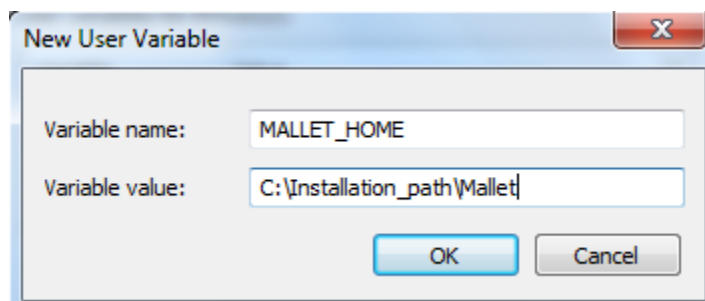 New User Variable
Variable name: MALLET_HOME
Variable value: C:\Installation_path\Mallet
OK Cancel